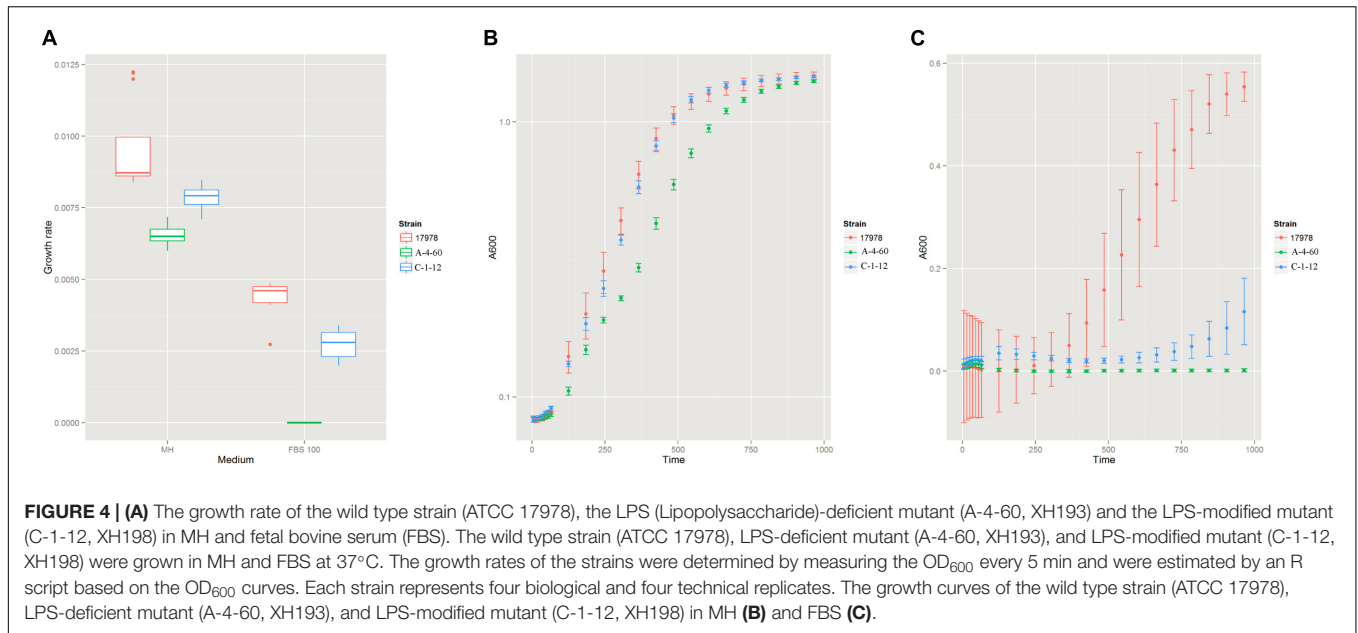 A
B
C
0.0125
0.0100
0.0075
0.0050
0.0025
0.0000
Growth rate
MH
FBS 100
Medium
Strain
17978
A-4-60
C-1-12
1.0
0.1
A600
0
250
500
750
1000
Time
Strain
17978
A-4-60
C-1-12
0.6
0.4
0.2
0.0
A600
0
250
500
750
1000
Time
Strain
17978
A-4-60
C-1-12
FIGURE 4 | (A) The growth rate of the wild type strain (ATCC 17978), the LPS (Lipopolysaccharide)-deficient mutant (A-4-60, XH193) and the LPS-modified mutant
(C-1-12, XH198) in MH and fetal bovine serum (FBS). The wild type strain (ATCC 17978), LPS-deficient mutant (A-4-60, XH193), and LPS-modified mutant (C-1-12,
XH198) were grown in MH and FBS at 37°C. The growth rates of the strains were determined by measuring the OD600 every 5 min and were estimated by an R
script based on the OD600 curves. Each strain represents four biological and four technical replicates. The growth curves of the wild type strain (ATCC 17978),
LPS-deficient mutant (A-4-60, XH193), and LPS-modified mutant (C-1-12, XH198) in MH (B) and FBS (C).